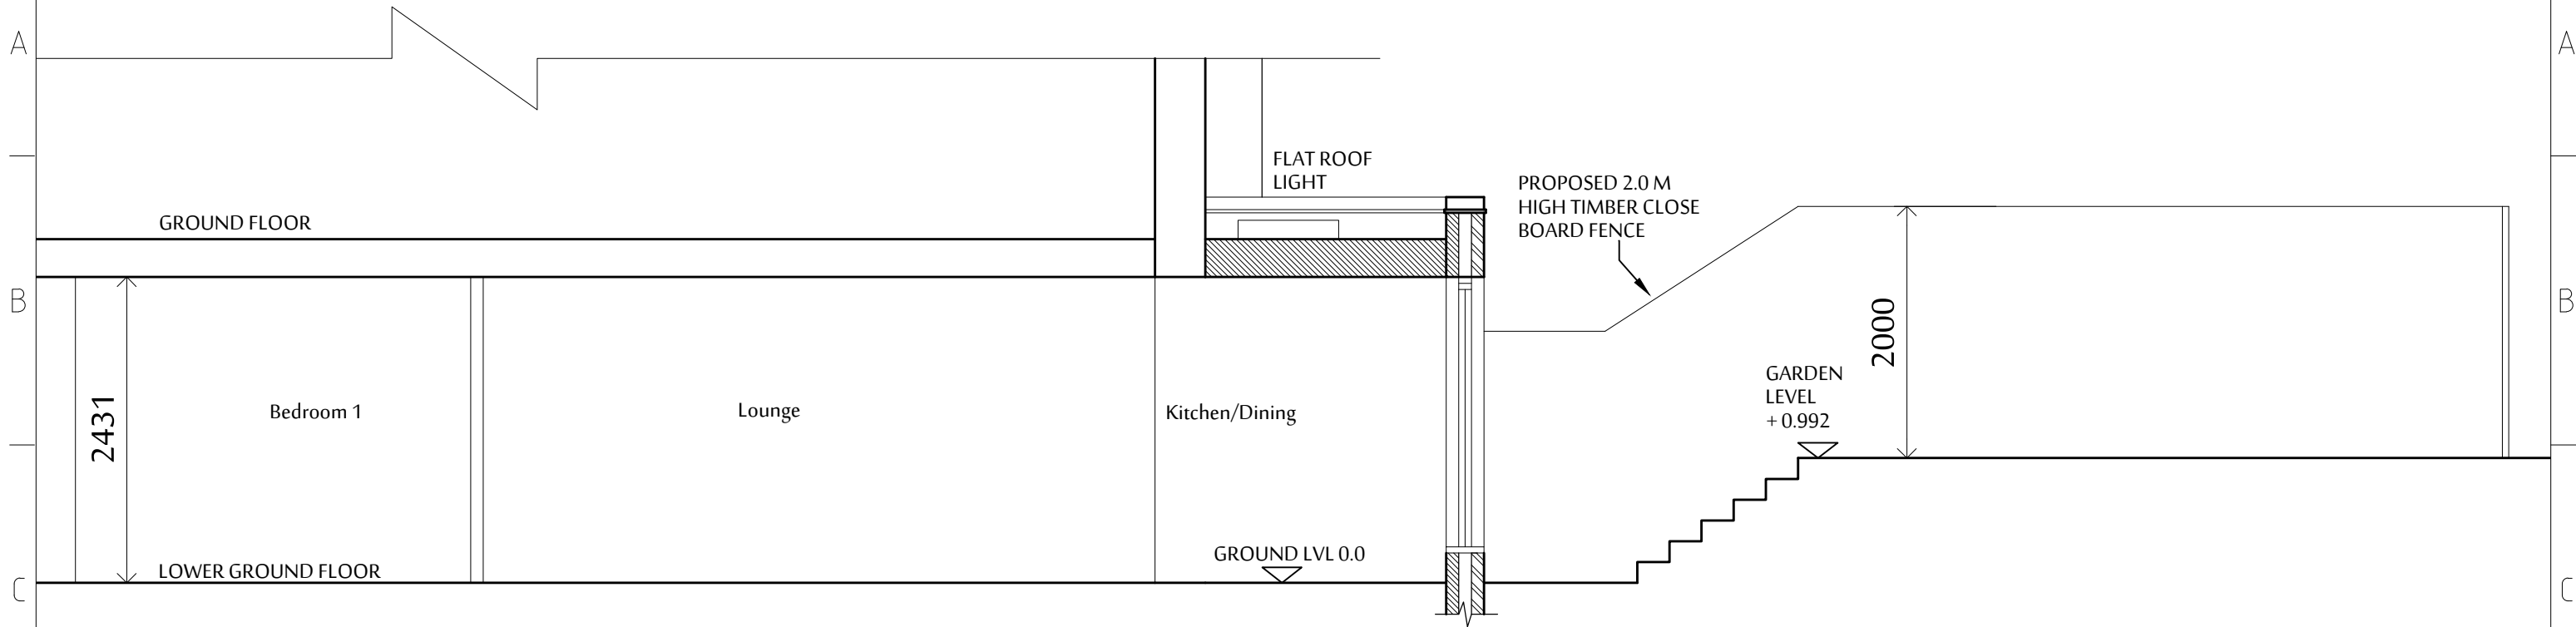 A
A
FLAT ROOF
LIGHT
PROPOSED 2.0 M
HIGH TIMBER CLOSE
BOARD FENCE
GROUND FLOOR
B
B
2000
GARDEN
LEVEL
+ 0.992
2431
Bedroom 1
Lounge
Kitchen/Dining
GROUND LVL 0.0
LOWER GROUND FLOOR
C
C